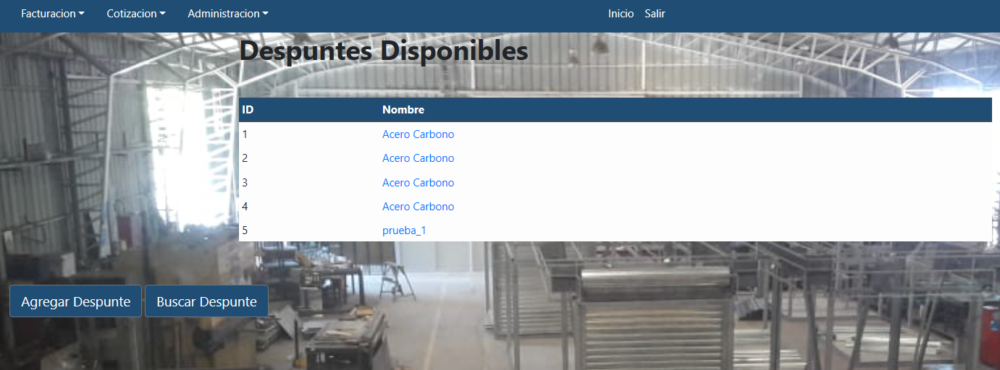 Facturacion Cotizacion Administracion Inicio Salir
Despuntes Disponibles
ID Nombre
1 Acero Carbono
2 Acero Carbono
3 Acero Carbono
4 Acero Carbono
5 prueba_1
Agregar Despunte Buscar Despunte